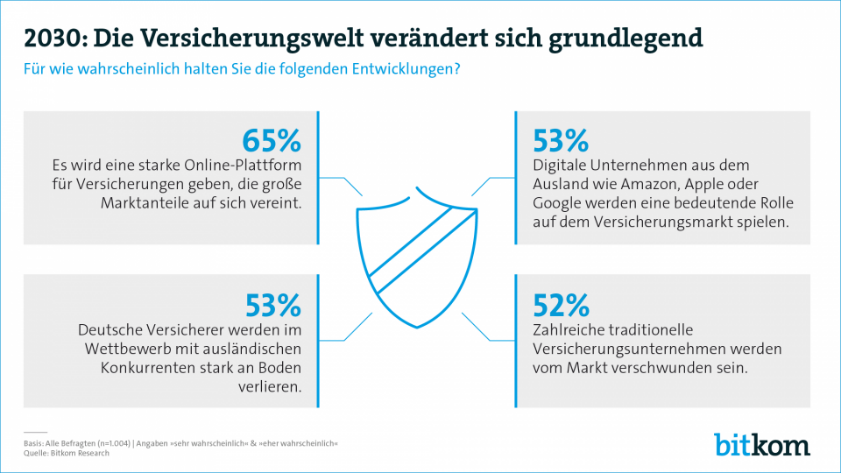 2030: Die Versicherungswelt verändert sich grundlegend
Für wie wahrscheinlich halten Sie die folgenden Entwicklungen?
65%
Es wird eine starke Online-Plattform
für Versicherungen geben, die große
Marktanteile auf sich vereint.
53%
Digitale Unternehmen aus dem
Ausland wie Amazon, Apple oder
Google werden eine bedeutende Rolle
auf dem Versicherungsmarkt spielen.
53%
Deutsche Versicherer werden im
Wettbewerb mit ausländischen
Konkurrenten stark an Boden
verlieren.
52%
Zahlreiche traditionelle
Versicherungsunternehmen werden
vom Markt verschwunden sein.
Basis: Alle Befragten (n=1.004) | Angaben »sehr wahrscheinlich« & »eher wahrscheinlich«
Quelle: Bitkom Research
bitkom